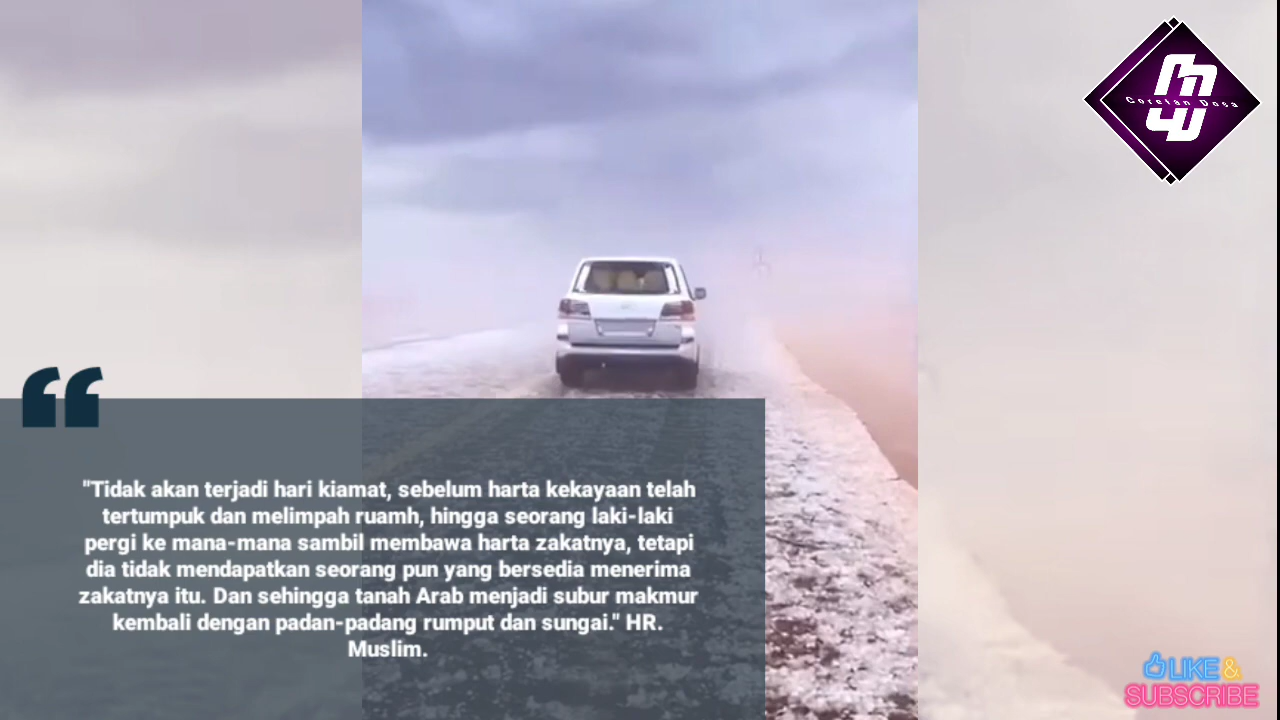 Coretan Dosa
"Tidak akan terjadi hari kiamat, sebelum harta kekayaan telah
tertumpuk dan melimpah ruamh, hingga seorang laki-laki
pergi ke mana-mana sambil membawa harta zakatnya, tetapi
dia tidak mendapatkan seorang pun yang bersedia menerima
zakatnya itu. Dan sehingga tanah Arab menjadi subur makmur
kembali dengan padan-padang rumput dan sungai." HR.
Muslim.
LIKE &
SUBSCRIBE